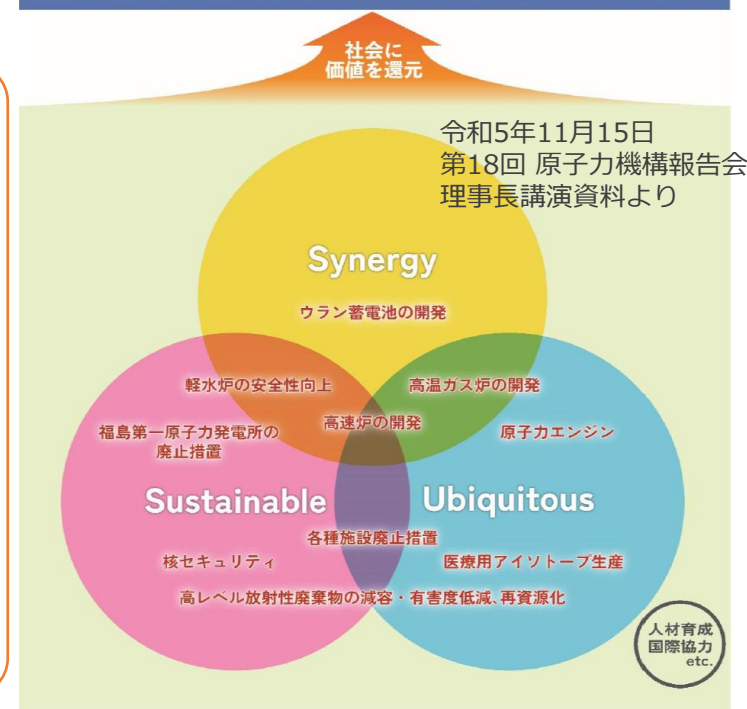 社会に
価値を還元
令和5年11月15日
第18回 原子力機構報告会
理事長講演資料より
Synergy
ウラン蓄電池の開発
軽水炉の安全性向上
高温ガス炉の開発
高速炉の開発
福島第一原子力発電所の
廃止措置
原子力エンジン
Sustainable
Ubiquitous
各種施設廃止措置
核セキュリティ
医療用アイソトープ生産
高レベル放射性廃棄物の減容・有害度低減、再資源化
人材育成
国際協力
etc.